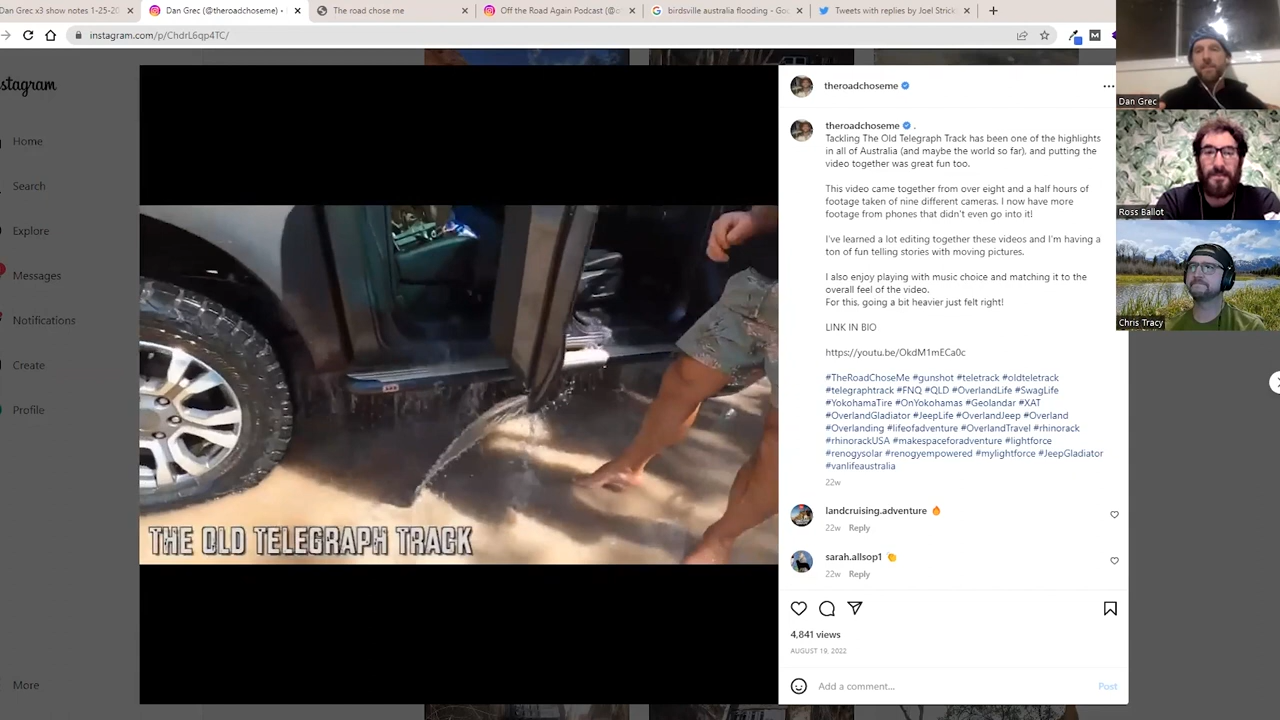 Dan Grec x3 show notes 1-25-20
Dan Grec (@theroadchoseme) -
The road chose me
Off the Road Again Podcast (@o
birdsville australia flooding - Goo
Tweets with replies by Joel Strick
instagram.com/p/ChdrL6qp4TC/
nstagram
Home
Search
Explore
Messages
Notifications
Create
Profile
More
THE OLD TELEGRAPH TRACK
theroadchoseme
theroadchoseme .
Tackling The Old Telegraph Track has been one of the highlights
in all of Australia (and maybe the world so far), and putting the
video together was great fun too.
This video came together from over eight and a half hours of
footage taken of nine different cameras. I now have more
footage from phones that didn't even go into it!
I've learned a lot editing together these videos and I'm having a
ton of fun telling stories with moving pictures.
I also enjoy playing with music choice and matching it to the
overall feel of the video.
For this, going a bit heavier just felt right!
LINK IN BIO
https://youtu.be/OkdM1mECa0c
#TheRoadChoseMe #gunshot #teletrack #oldteletrack
#telegraphtrack #FNQ #QLD #OverlandLife #SwagLife
#YokohamaTire #OnYokohamas #Geolandar #XAT
#OverlandGladiator #JeepLife #OverlandJeep #Overland
#Overlanding #lifeofadventure #OverlandTravel #rhinorack
#rhinorackUSA #makespaceforadventure #lightforce
#renogysolar #renogyempowered #mylightforce #JeepGladiator
#vanlifeaustralia
22w
landcruising.adventure 🔥
22w Reply
sarah.allsop1 👏
22w Reply
4,841 views
AUGUST 19, 2022
Add a comment...
Post
Dan Grec
Ross Ballot
Chris Tracy